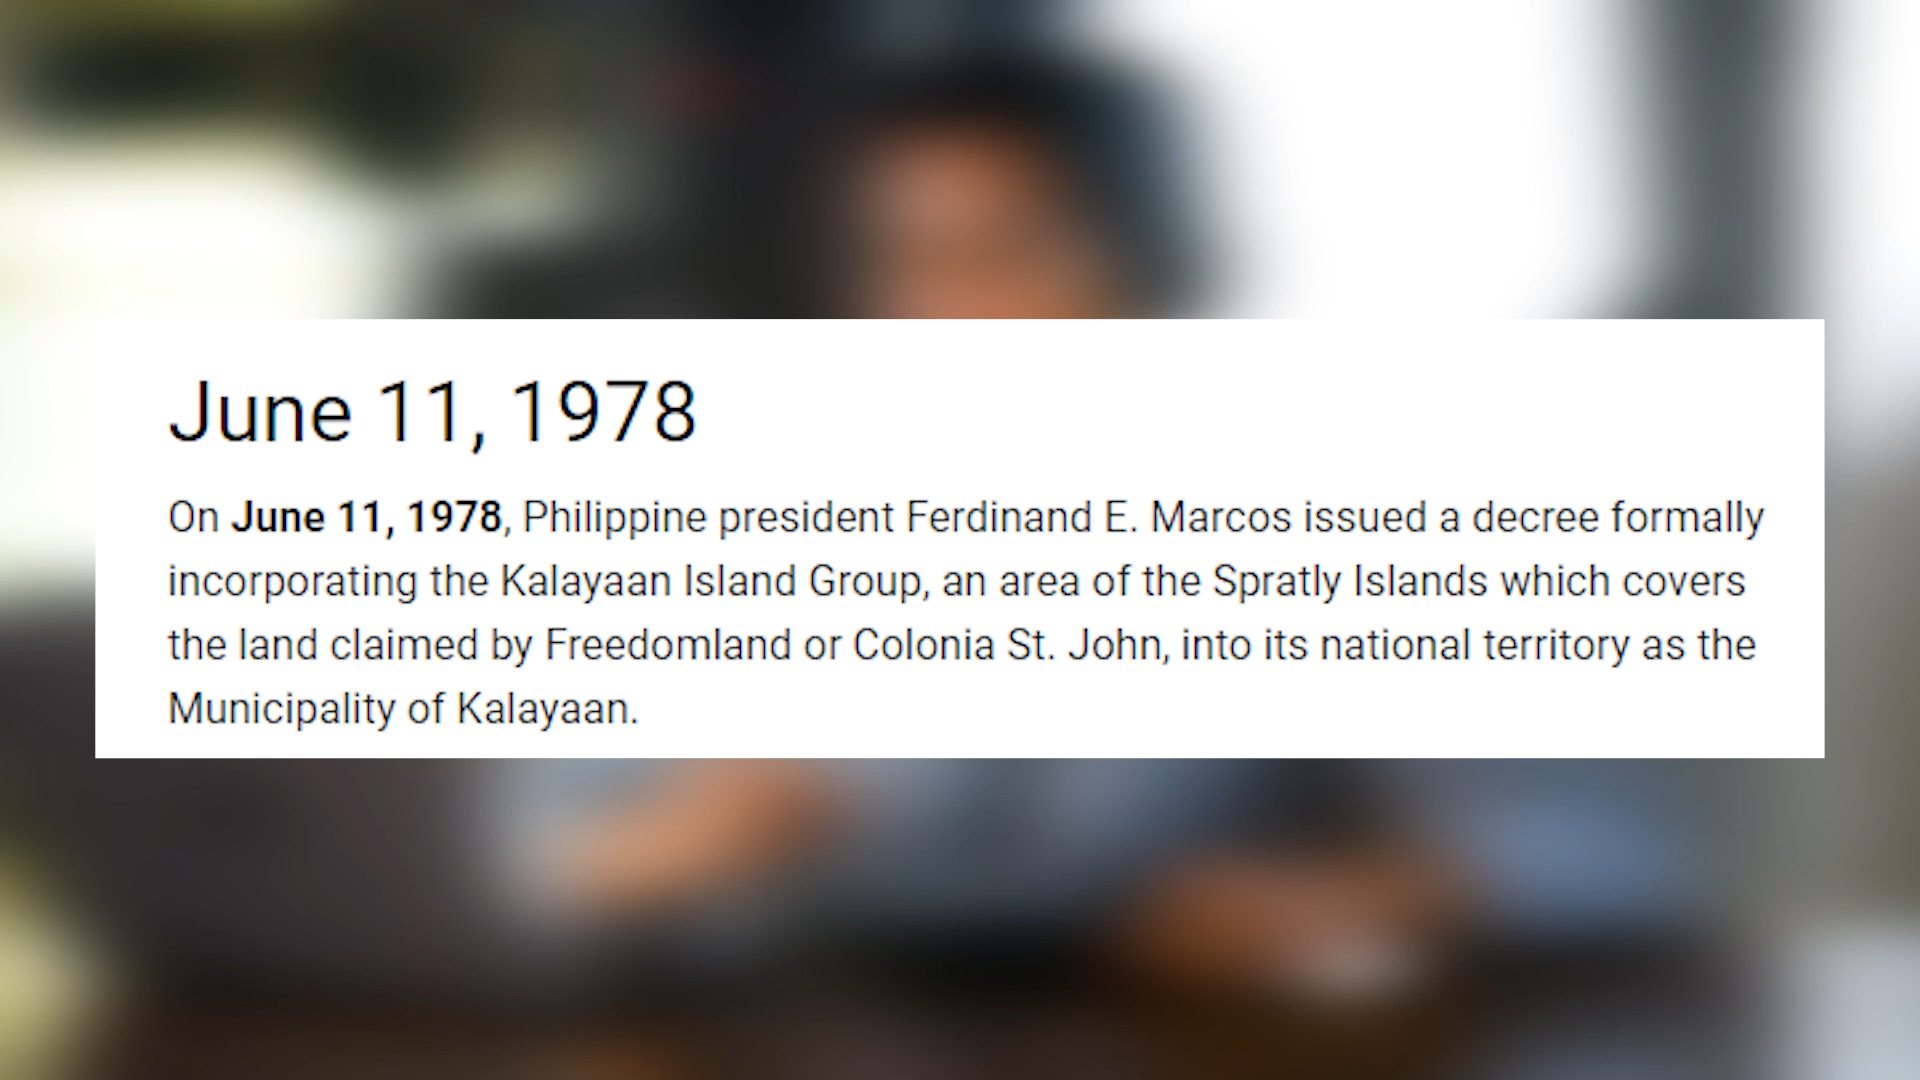 June 11, 1978
On June 11, 1978, Philippine president Ferdinand E. Marcos issued a decree formally
incorporating the Kalayaan Island Group, an area of the Spratly Islands which covers
the land claimed by Freedomland or Colonia St. John, into its national territory as the
Municipality of Kalayaan.